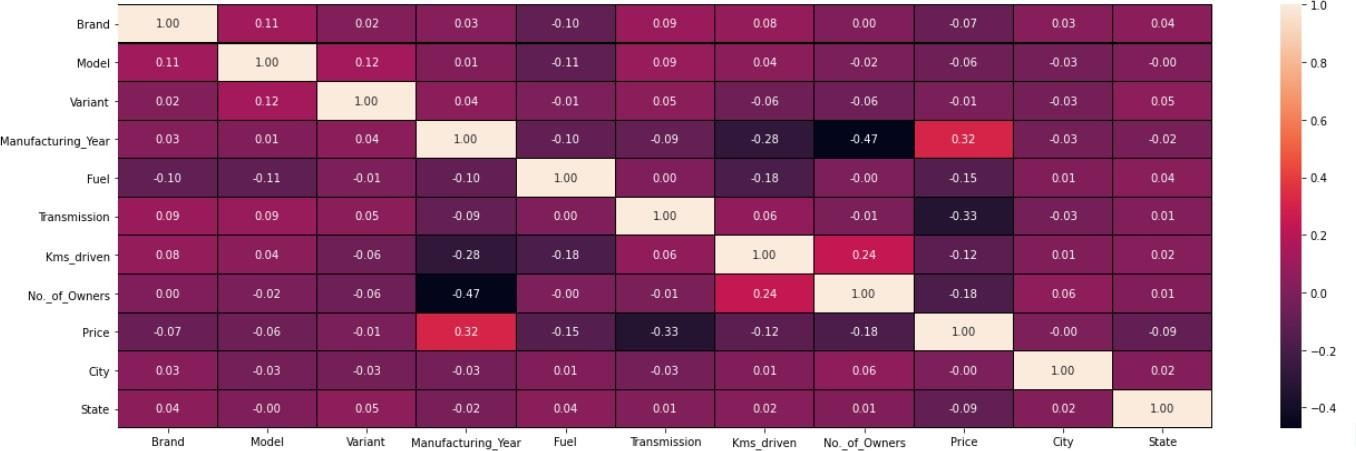 Brand 1.00 0.11 0.02 0.03 -0.10 0.09 0.08 0.00 -0.07 0.03 0.04
Model 0.11 1.00 0.12 0.01 -0.11 0.09 0.04 -0.02 -0.06 -0.03 -0.00
Variant 0.02 0.12 1.00 0.04 -0.01 0.05 -0.06 -0.06 -0.01 -0.03 0.05
Manufacturing_Year 0.03 0.01 0.04 1.00 -0.10 -0.09 -0.28 -0.47 0.32 -0.03 -0.02
Fuel -0.10 -0.11 -0.01 -0.10 1.00 0.00 -0.18 -0.00 -0.15 0.01 0.04
Transmission 0.09 0.09 0.05 -0.09 0.00 1.00 0.06 -0.01 -0.33 -0.03 0.01
Kms_driven 0.08 0.04 -0.06 -0.28 -0.18 0.06 1.00 0.24 -0.12 0.01 0.02
No._of_Owners 0.00 -0.02 -0.06 -0.47 -0.00 -0.01 0.24 1.00 -0.18 0.06 0.01
Price -0.07 -0.06 -0.01 0.32 -0.15 -0.33 -0.12 -0.18 1.00 -0.00 -0.09
City 0.03 -0.03 -0.03 -0.03 0.01 -0.03 0.01 0.06 -0.00 1.00 0.02
State 0.04 -0.00 0.05 -0.02 0.04 0.01 0.02 0.01 -0.09 0.02 1.00
Brand Model Variant Manufacturing_Year Fuel Transmission Kms_driven No._of_Owners Price City State
1.0
0.8
0.6
0.4
0.2
0.0
−0.2
−0.4